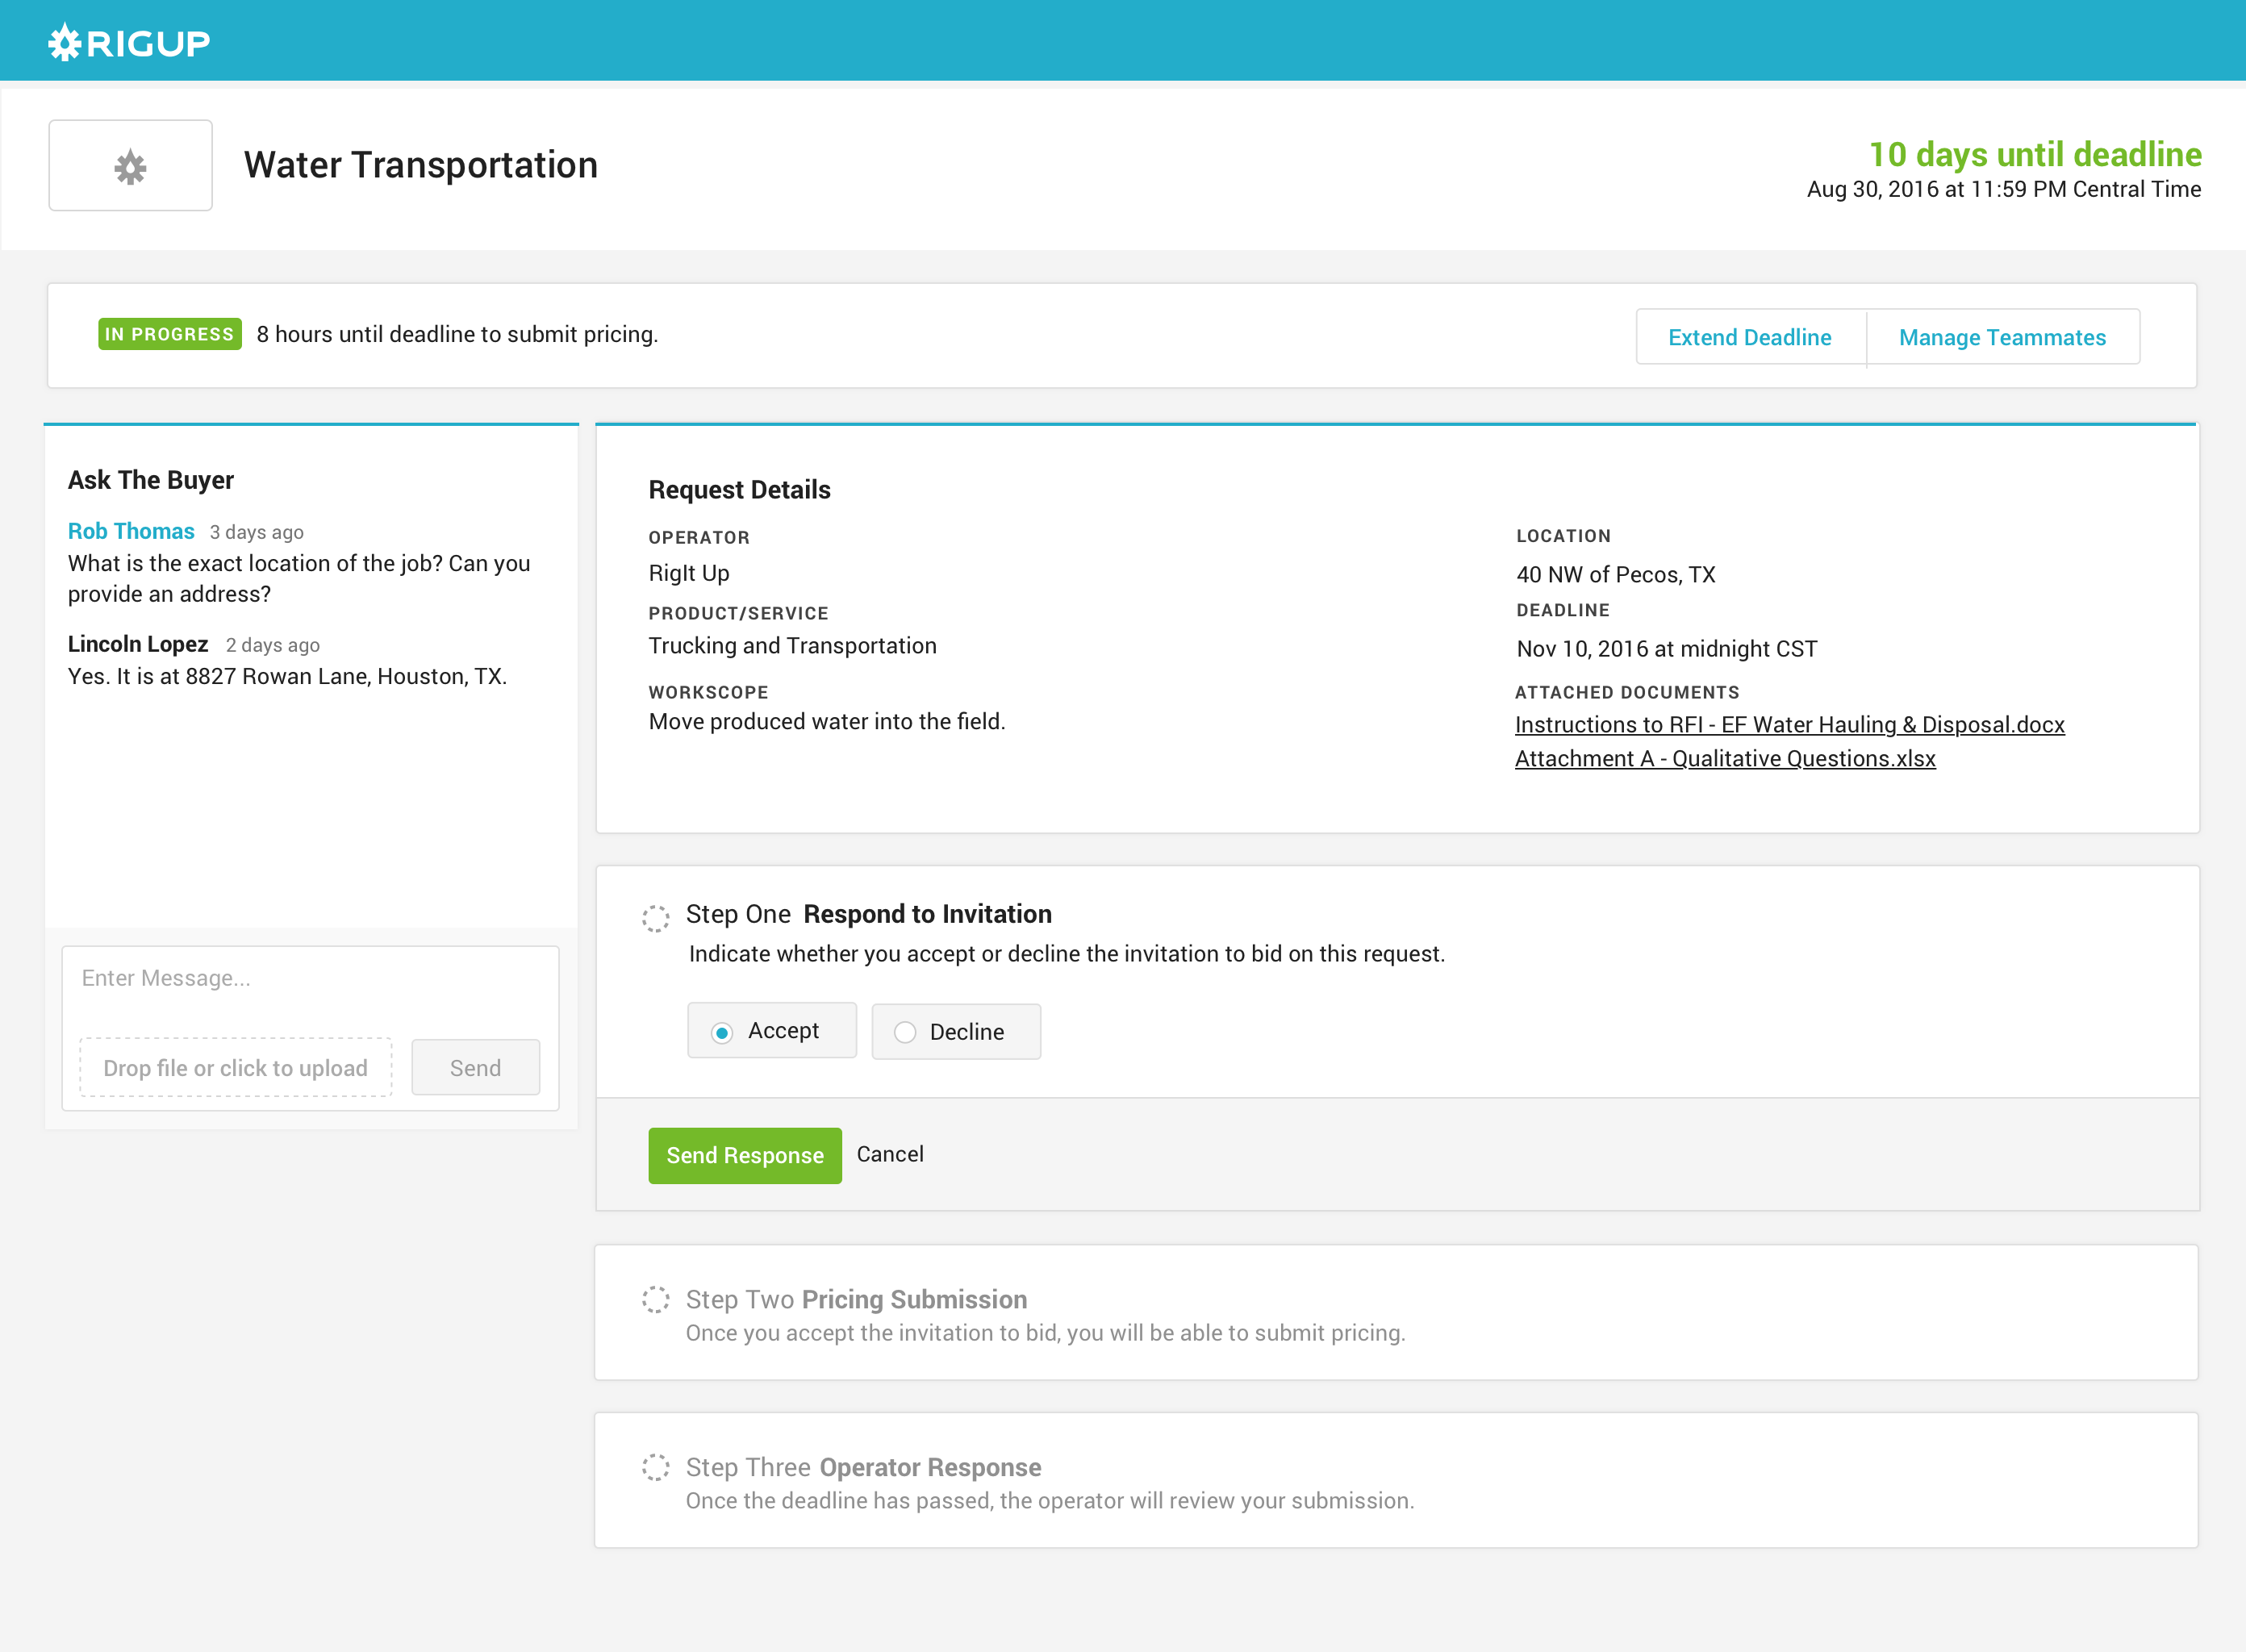 RIGUP
Water Transportation
10 days until deadline
Aug 30, 2016 at 11:59 PM Central Time
IN PROGRESS 8 hours until deadline to submit pricing.
Extend Deadline
Manage Teammates
Ask The Buyer
Rob Thomas 3 days ago
What is the exact location of the job? Can you
provide an address?
Lincoln Lopez 2 days ago
Yes. It is at 8827 Rowan Lane, Houston, TX.
Enter Message...
Drop file or click to upload
Send
Request Details
OPERATOR
RigIt Up
PRODUCT/SERVICE
Trucking and Transportation
WORKSCOPE
Move produced water into the field.
LOCATION
40 NW of Pecos, TX
DEADLINE
Nov 10, 2016 at midnight CST
ATTACHED DOCUMENTS
Instructions to RFI - EF Water Hauling & Disposal.docx
Attachment A - Qualitative Questions.xlsx
Step One Respond to Invitation
Indicate whether you accept or decline the invitation to bid on this request.
Accept
Decline
Send Response
Cancel
Step Two Pricing Submission
Once you accept the invitation to bid, you will be able to submit pricing.
Step Three Operator Response
Once the deadline has passed, the operator will review your submission.